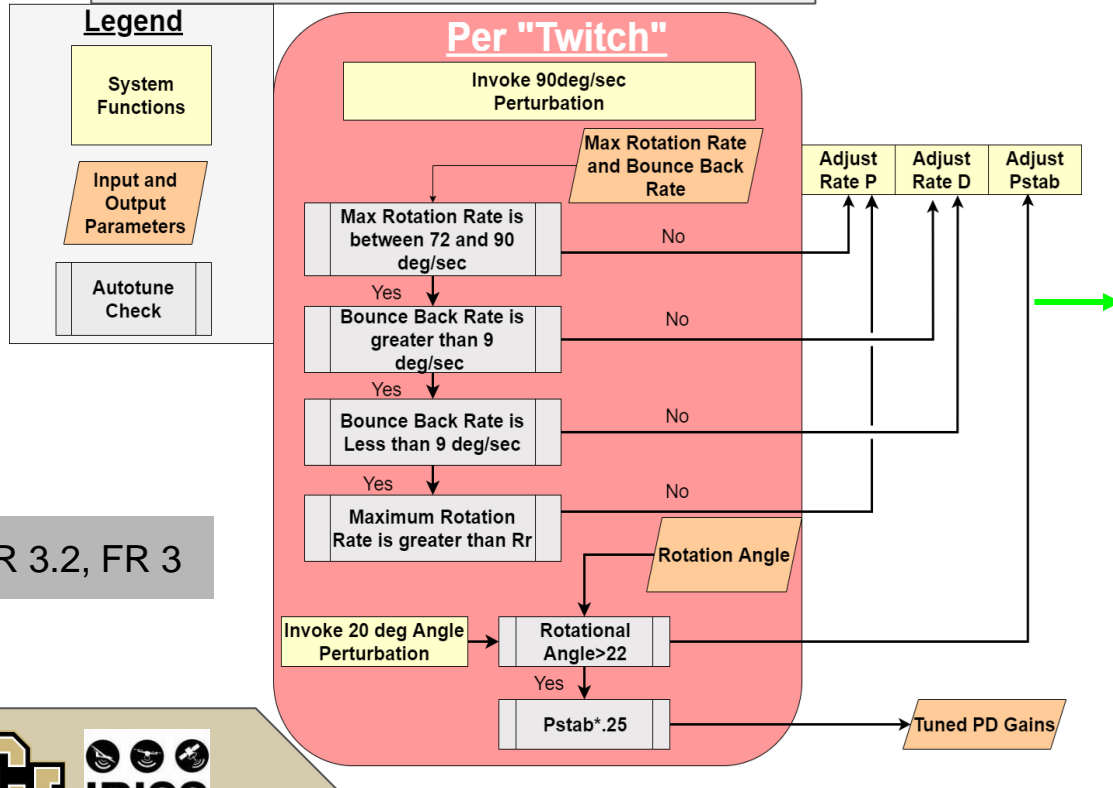 Legend
System
Functions
Input and
Output
Parameters
Autotune
Check
Per "Twitch"
Invoke 90deg/sec
Perturbation
Max Rotation Rate
and Bounce Back
Rate
Adjust
Rate P
Adjust
Rate D
Adjust
Pstab
Max Rotation Rate is
between 72 and 90
deg/sec
No
Yes
Bounce Back Rate is
greater than 9
deg/sec
No
Yes
Bounce Back Rate is
Less than 9 deg/sec
No
Yes
Maximum Rotation
Rate is greater than Rr
No
R 3.2, FR 3
Rotation Angle
Invoke 20 deg Angle
Perturbation
Rotational
Angle>22
Yes
Pstab*.25
Tuned PD Gains